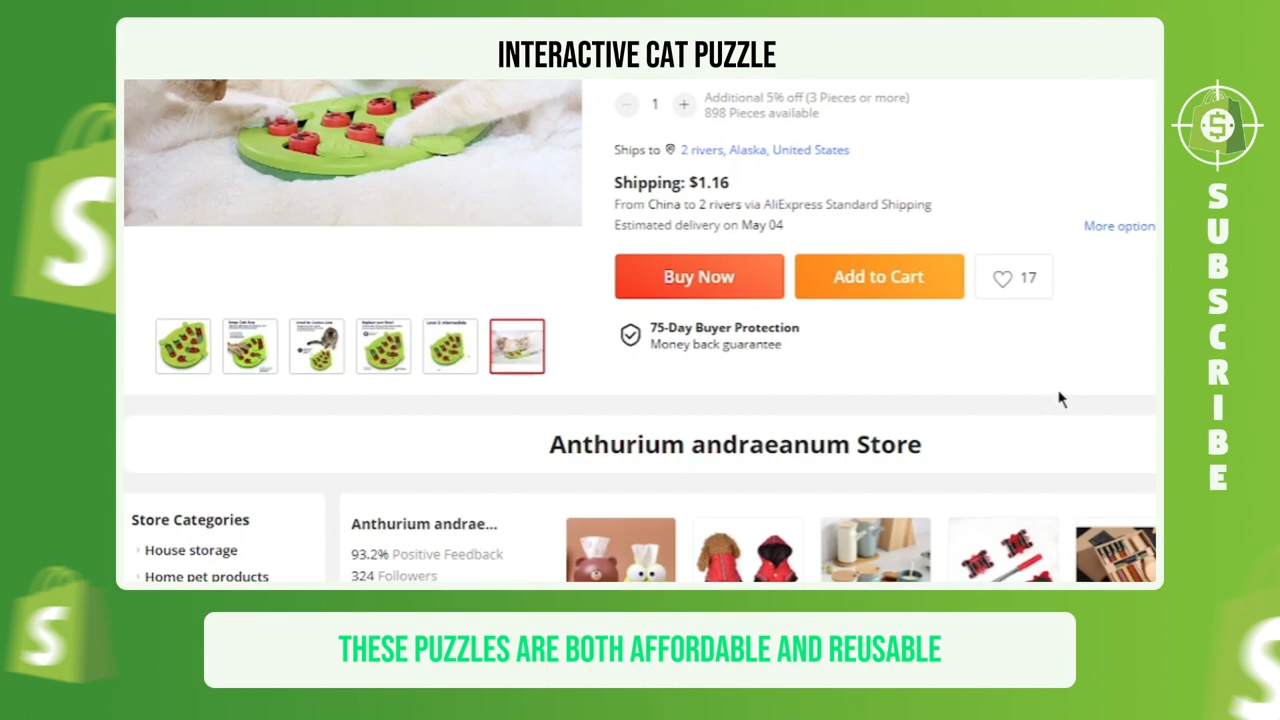 INTERACTIVE CAT PUZZLE
1
Additional 5% off (3 Pieces or more)
898 Pieces available
Ships to 2 rivers, Alaska, United States
Shipping: $1.16
From China to 2 rivers via AliExpress Standard Shipping
Estimated delivery on May 04
More option
Buy Now
Add to Cart
17
75-Day Buyer Protection
Money back guarantee
Anthurium andraeanum Store
Store Categories
House storage
Home pet products
Anthurium andrae...
93.2% Positive Feedback
324 Followers
THESE PUZZLES ARE BOTH AFFORDABLE AND REUSABLE
SUBSCRIBE
S
S
S
$